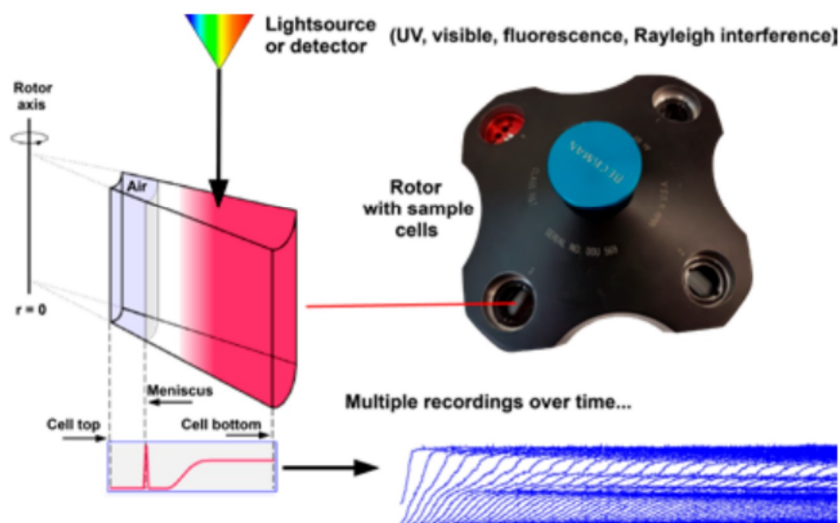 Lightsource
or detector
(UV, visible, fluorescence, Rayleigh interference)
Rotor
axis
Air
BECKMAN
Rotor
with sample
cells
r = 0
Meniscus
Cell top
Cell bottom
Multiple recordings over time...